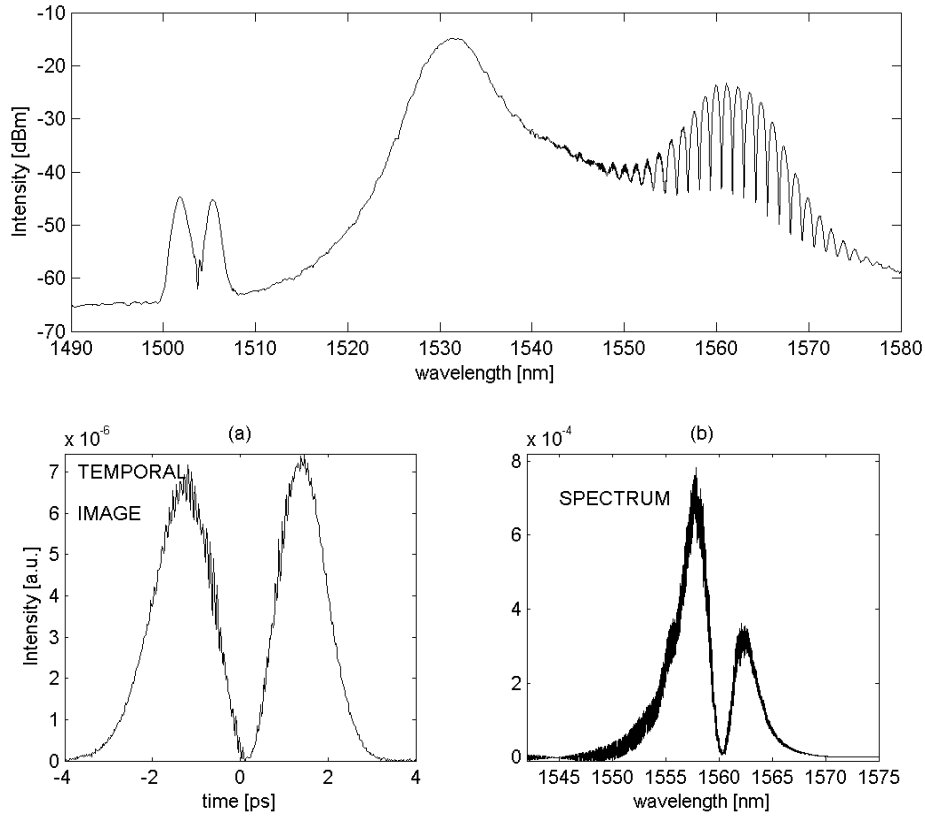 -10
-20
-30
-40
-50
-60
-70
Intensity [dBm]
1490 1500 1510 1520 1530 1540 1550 1560 1570 1580
wavelength [nm]
x 10^-6
(a)
TEMPORAL
IMAGE
7
6
5
4
3
2
1
0
Intensity [a.u.]
-4 -2 0 2 4
time [ps]
x 10^-4
(b)
SPECTRUM
8
6
4
2
0
1545 1550 1555 1560 1565 1570 1575
wavelength [nm]